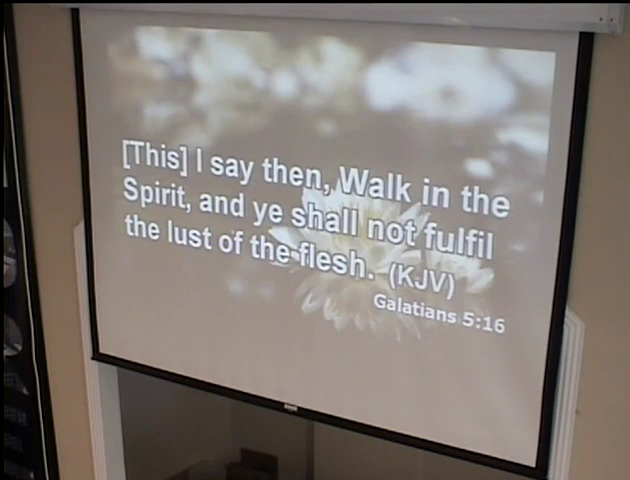 [This] I say then, Walk in the
Spirit, and ye shall not fulfil
the lust of the flesh. (KJV)
Galatians 5:16